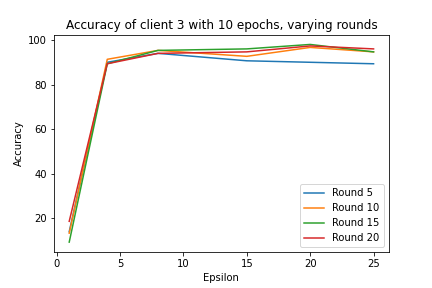 Accuracy of client 3 with 10 epochs, varying rounds
100
80
60
40
20
Accuracy
0
5
10
15
20
25
Epsilon
Round 5
Round 10
Round 15
Round 20